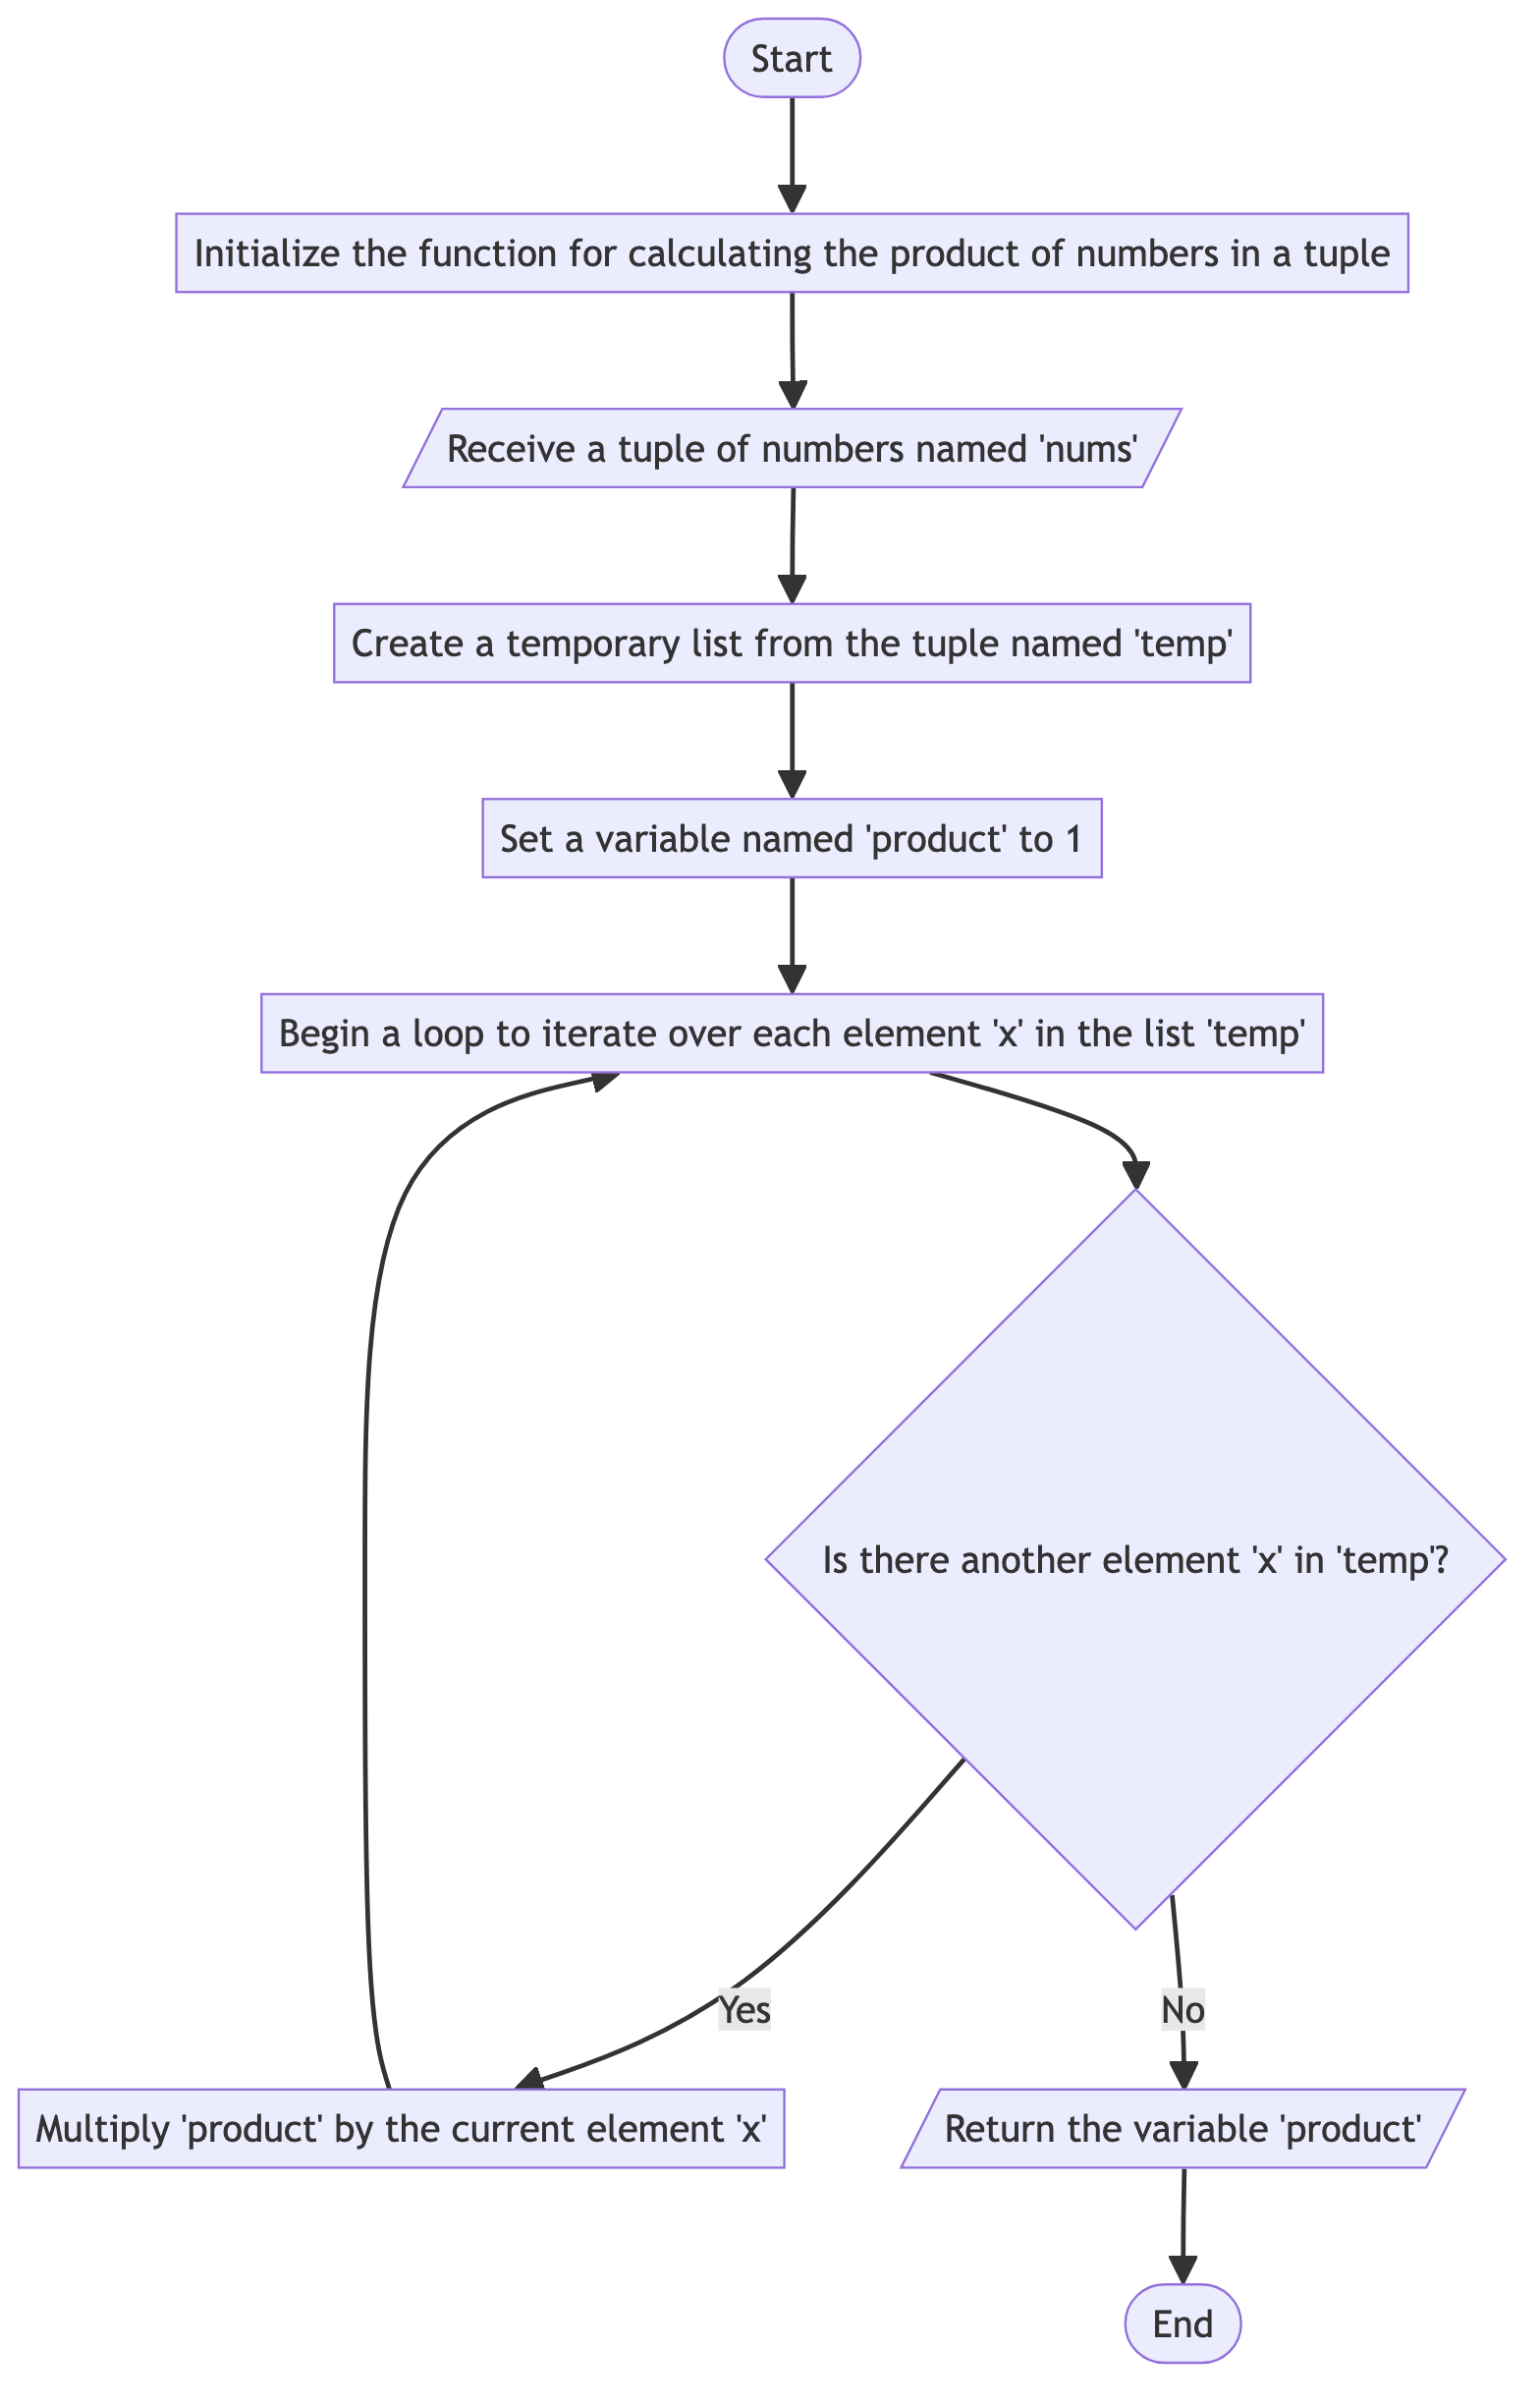 Start
Initialize the function for calculating the product of numbers in a tuple
Receive a tuple of numbers named 'nums'
Create a temporary list from the tuple named 'temp'
Set a variable named 'product' to 1
Begin a loop to iterate over each element 'x' in the list 'temp'
Is there another element 'x' in 'temp'?
Yes
No
Multiply 'product' by the current element 'x'
Return the variable 'product'
End